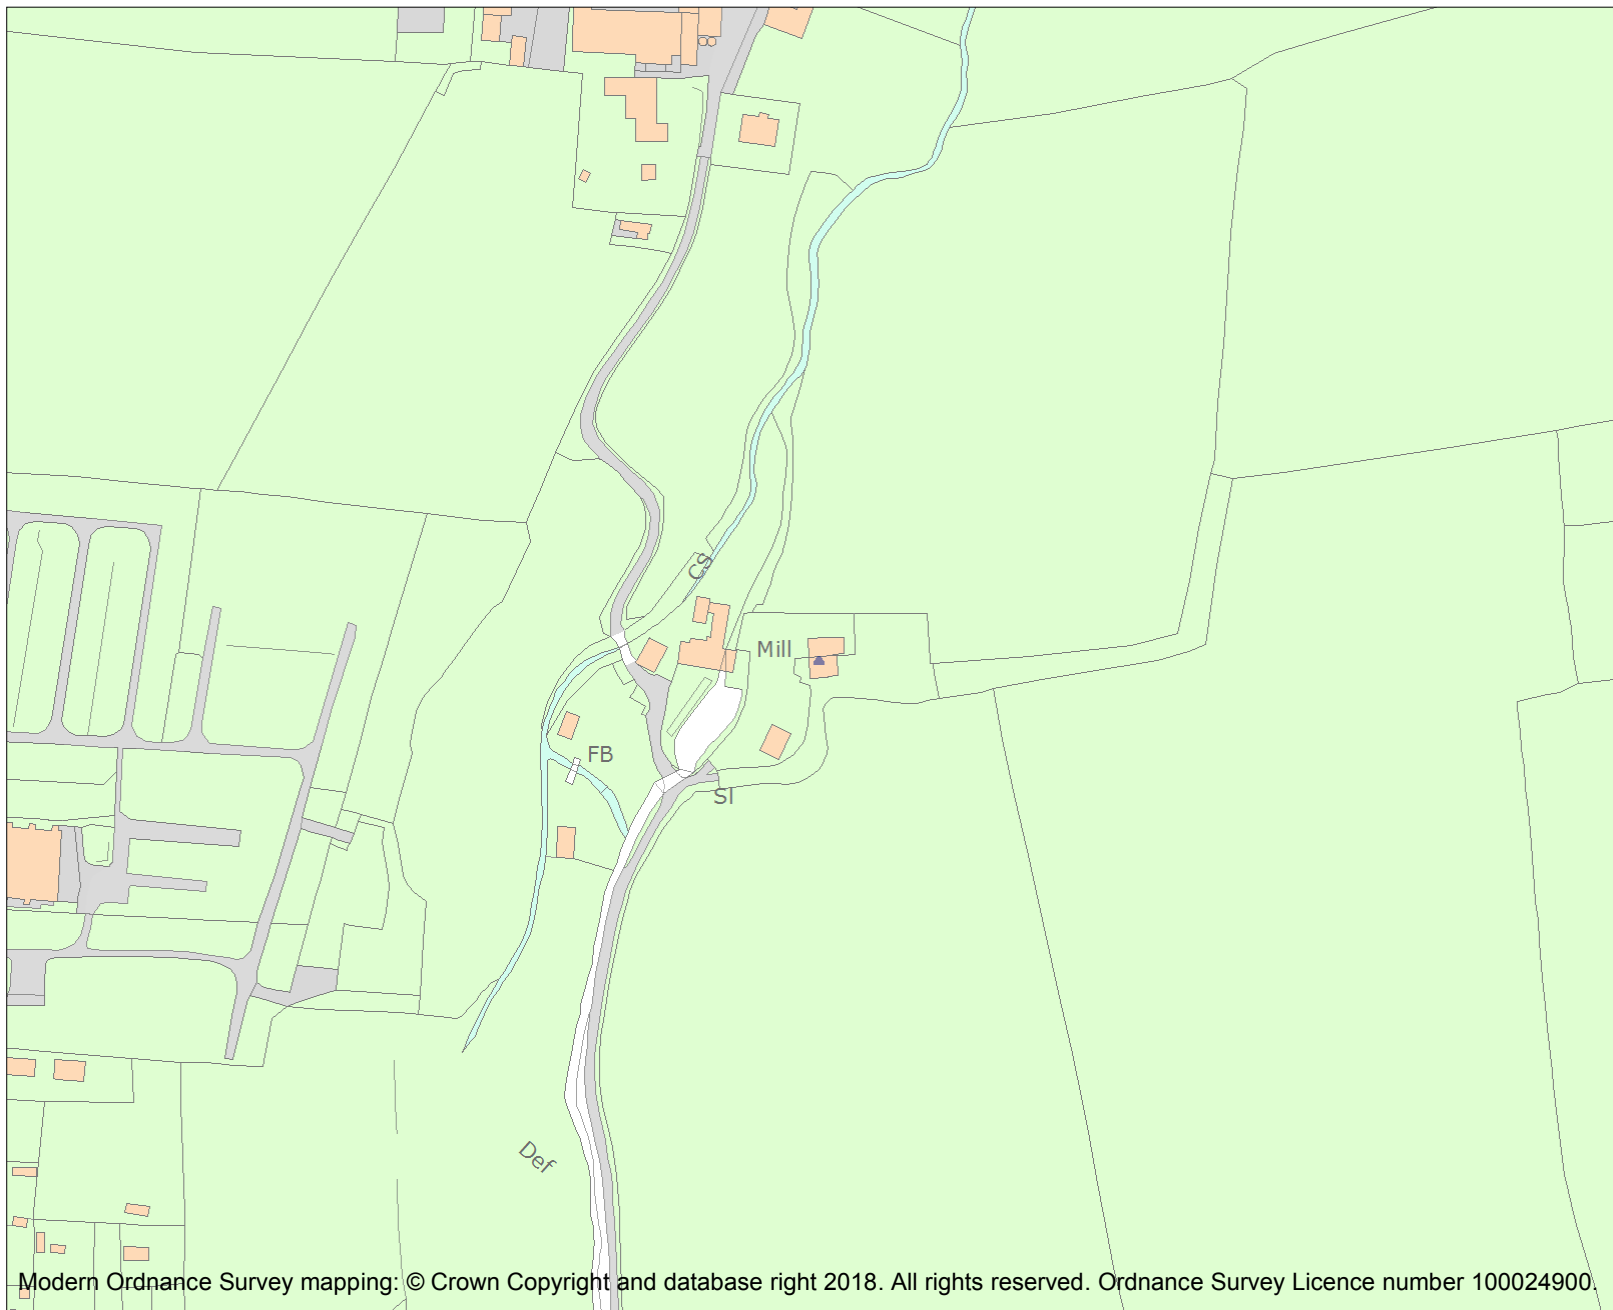 CS
Mill
FB
Sl
Def
Modern Ordnance Survey mapping: © Crown Copyright and database right 2018. All rights reserved. Ordnance Survey Licence number 100024900.